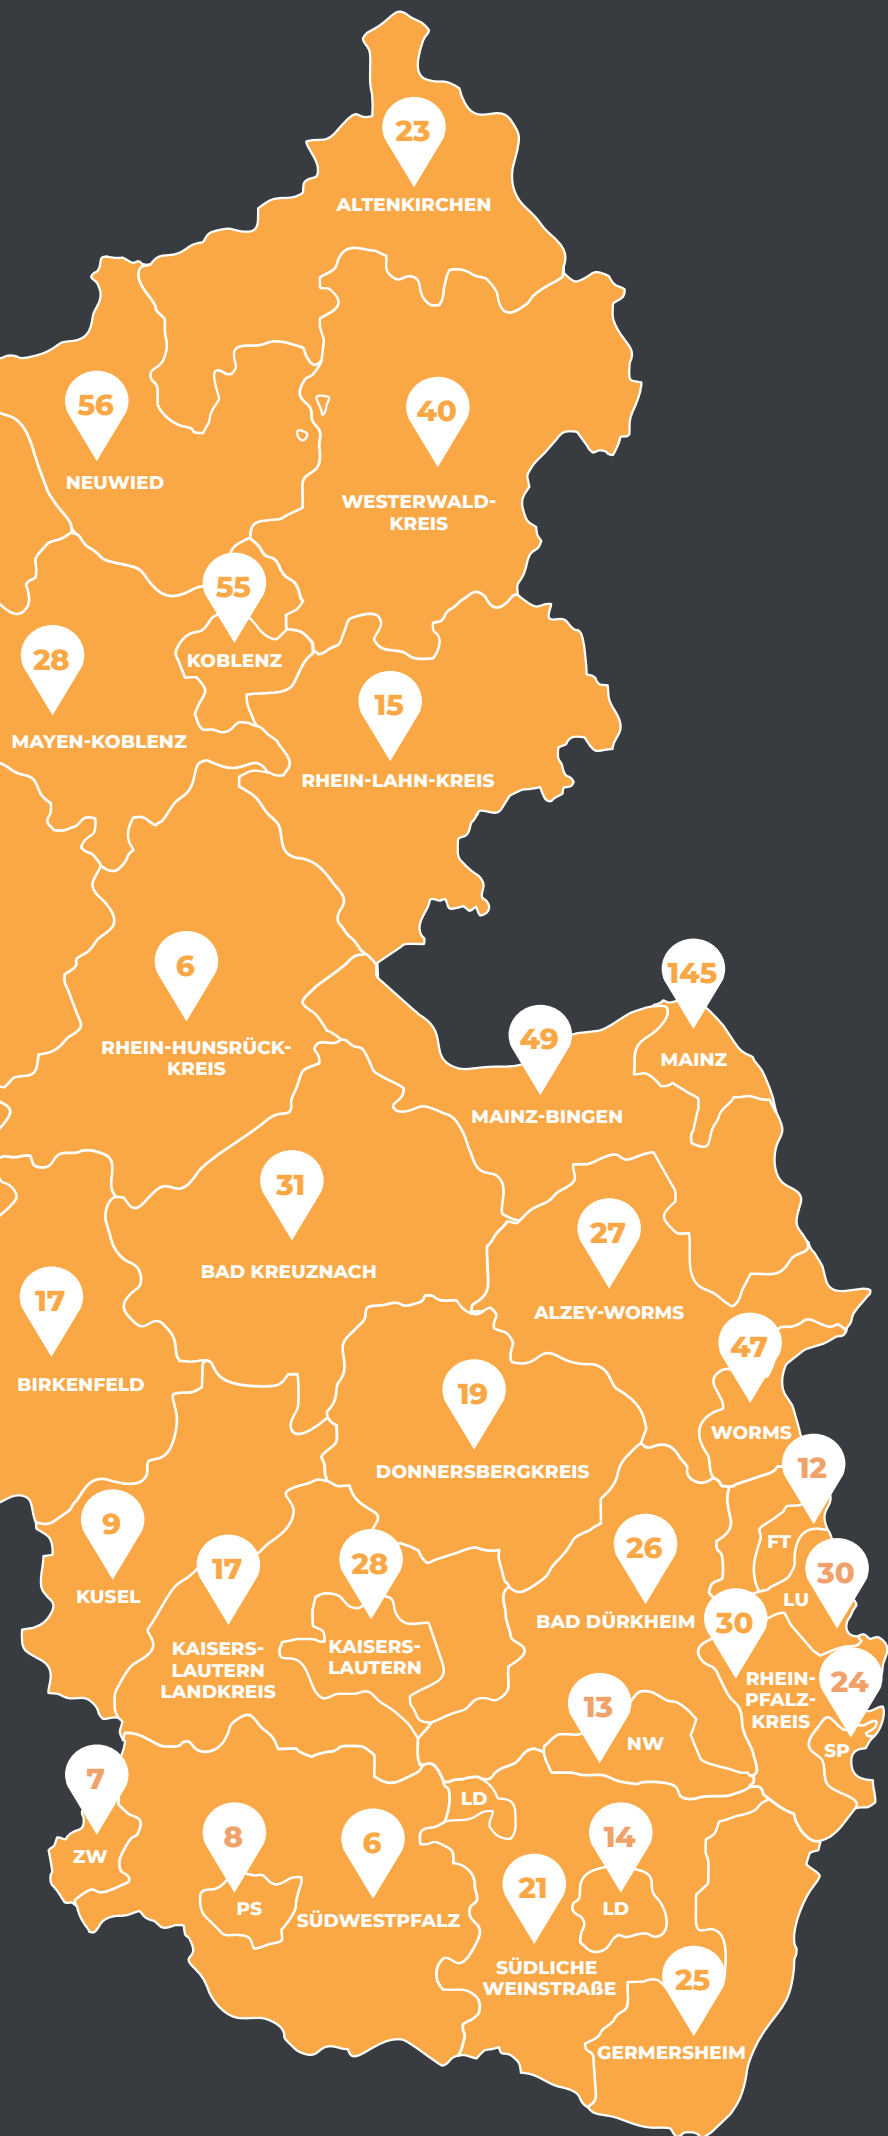 23
ALTENKIRCHEN
56
NEUWIED
40
WESTERWALD-
KREIS
55
KOBLENZ
28
MAYEN-KOBLENZ
15
RHEIN-LAHN-KREIS
6
RHEIN-HUNSRÜCK-
KREIS
145
MAINZ
49
MAINZ-BINGEN
31
BAD KREUZNACH
27
ALZEY-WORMS
17
BIRKENFELD
47
WORMS
19
DONNERSBERGKREIS
12
FT
9
KUSEL
17
KAISERS-
LAUTERN
LANDKREIS
28
KAISERS-
LAUTERN
26
BAD DÜRKHEIM
30
LU
30
RHEIN-
PFALZ-
KREIS
24
SP
13
NW
7
ZW
8
PS
6
SÜDWESTPFALZ
LD
14
LD
21
SÜDLICHE
WEINSTRAßE
25
GERMERSHEIM